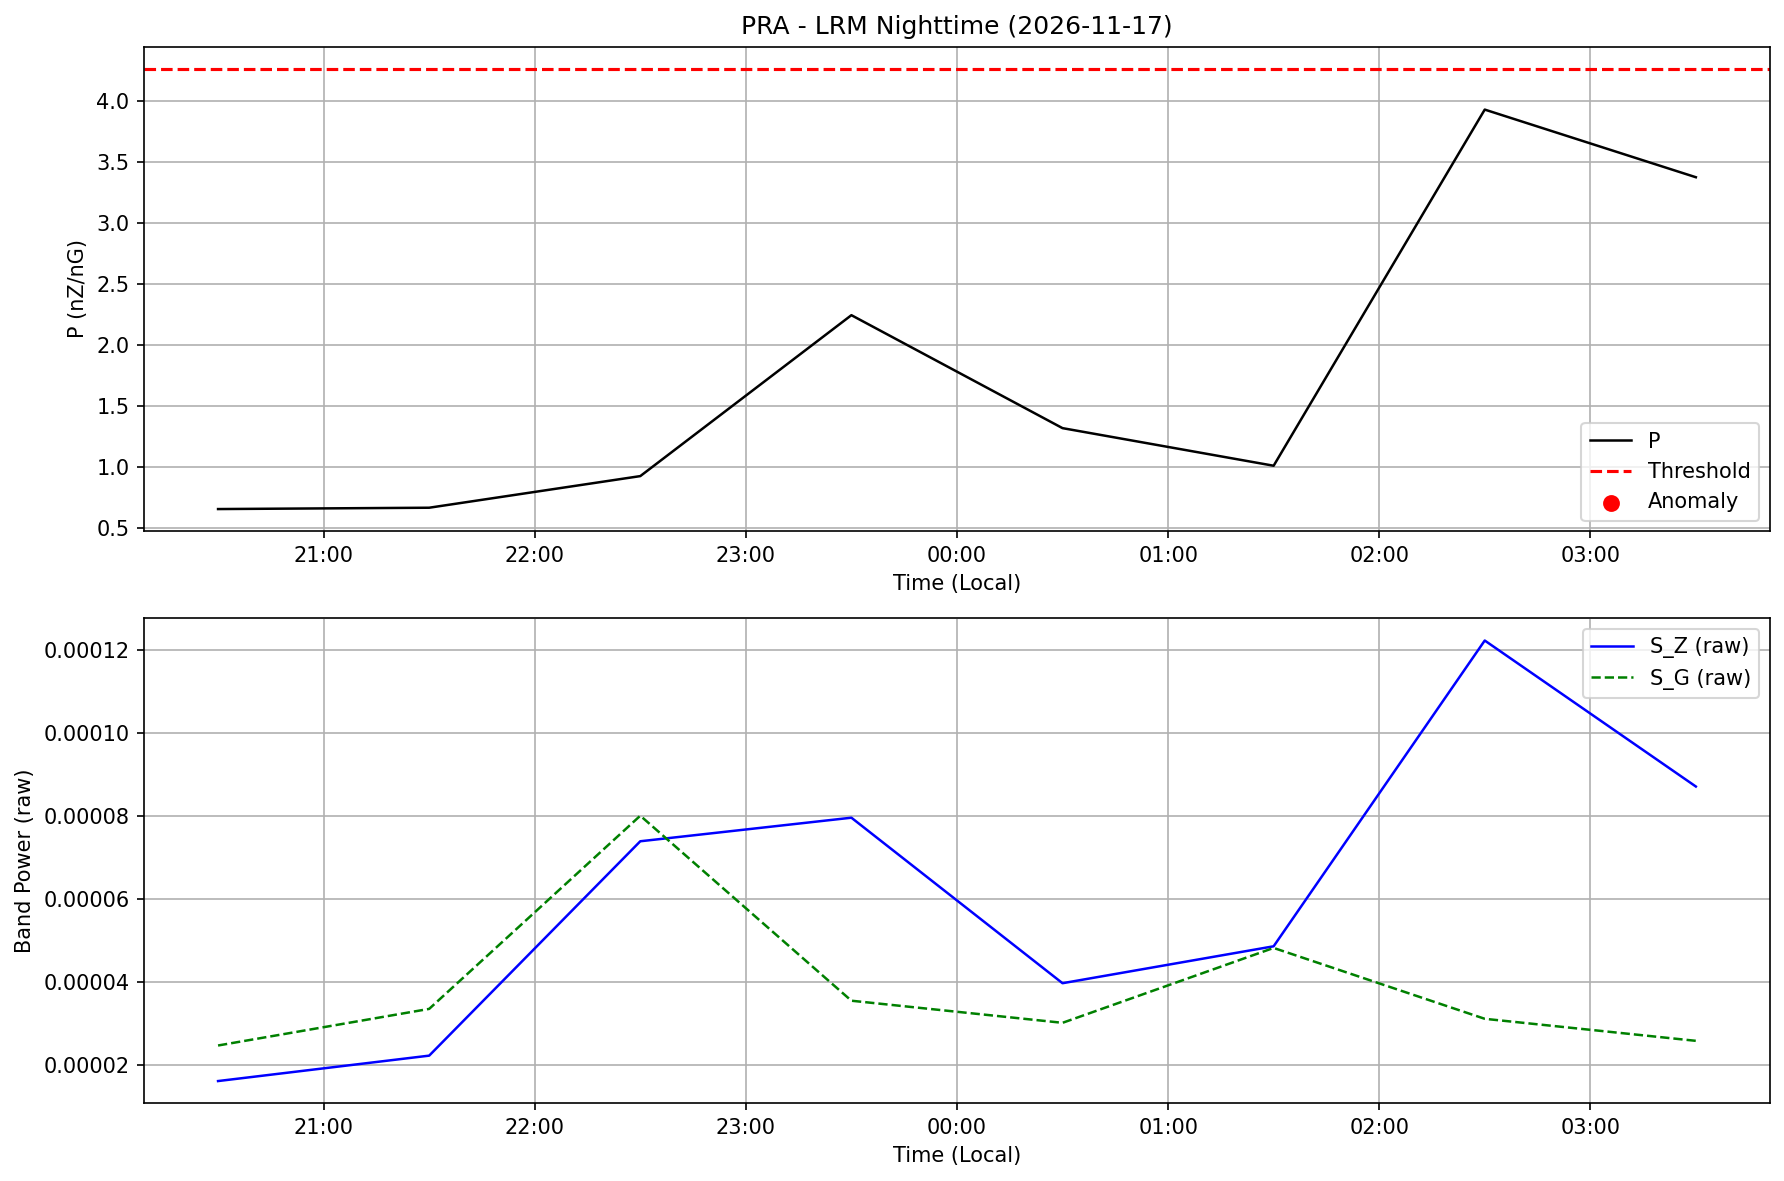 PRA - LRM Nighttime (2026-11-17)
P (nZ/nG)
4.0
3.5
3.0
2.5
2.0
1.5
1.0
0.5
P
Threshold
Anomaly
21:00 22:00 23:00 00:00 01:00 02:00 03:00
Time (Local)
Band Power (raw)
0.00012
0.00010
0.00008
0.00006
0.00004
0.00002
S_Z (raw)
S_G (raw)
21:00 22:00 23:00 00:00 01:00 02:00 03:00
Time (Local)